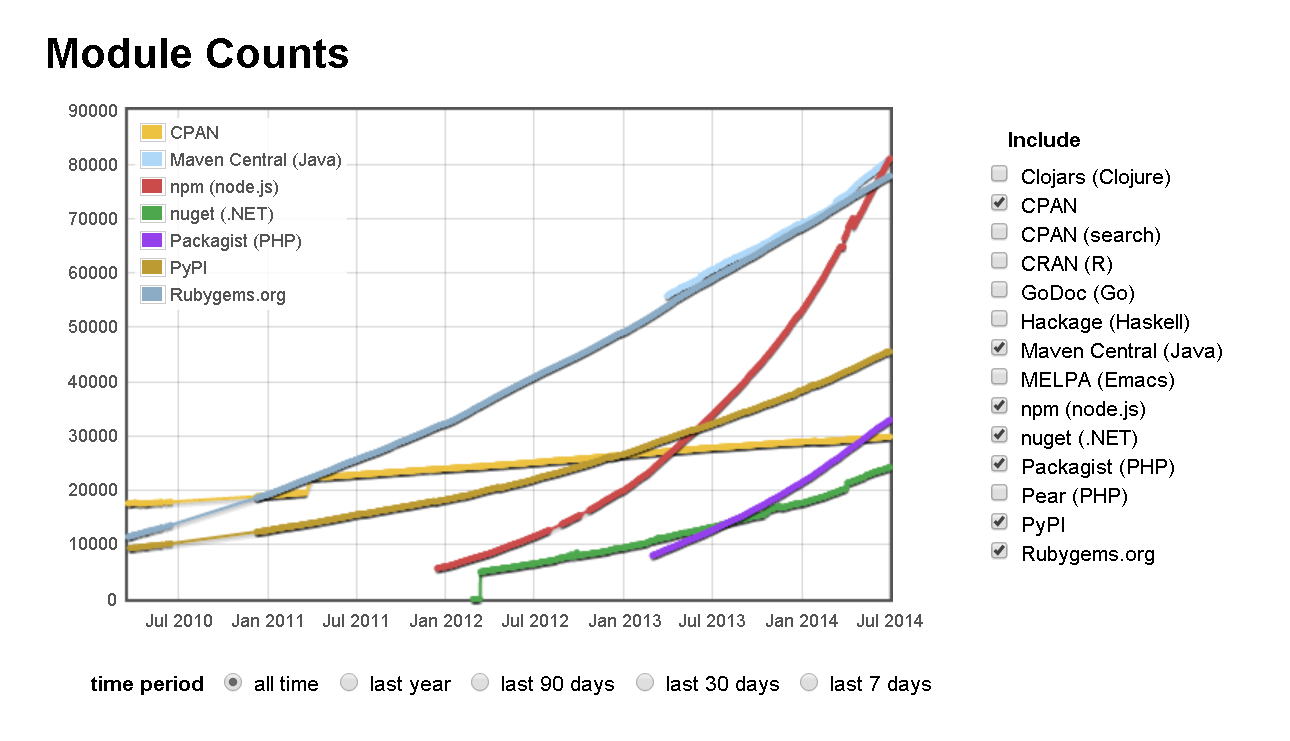 Module Counts
90000
80000
70000
60000
50000
40000
30000
20000
10000
0
CPAN
Maven Central (Java)
npm (node.js)
nuget (.NET)
Packagist (PHP)
PyPI
Rubygems.org
Jul 2010 Jan 2011 Jul 2011 Jan 2012 Jul 2012 Jan 2013 Jul 2013 Jan 2014 Jul 2014
Include
Clojars (Clojure)
CPAN
CPAN (search)
CRAN (R)
GoDoc (Go)
Hackage (Haskell)
Maven Central (Java)
MELPA (Emacs)
npm (node.js)
nuget (.NET)
Packagist (PHP)
Pear (PHP)
PyPI
Rubygems.org
time period all time last year last 90 days last 30 days last 7 days